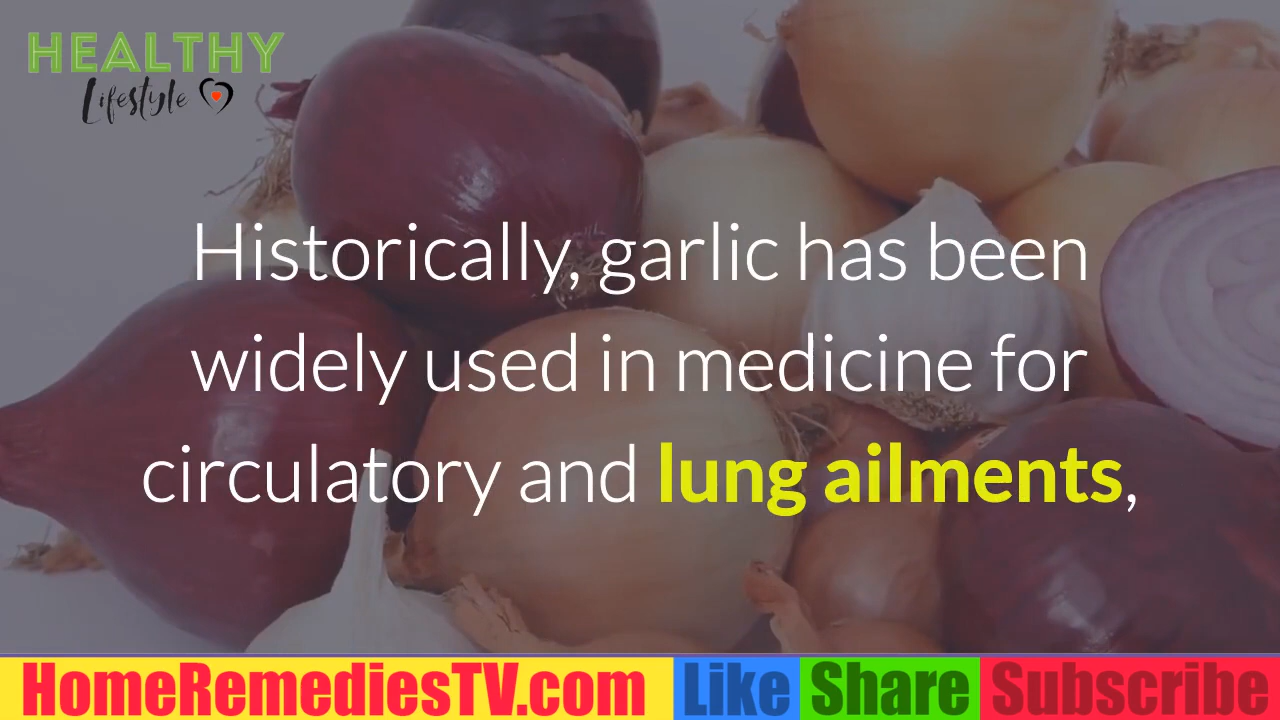 HEALTHY
Lifestyle
Historically, garlic has been
widely used in medicine for
circulatory and lung ailments,
HomeRemediesTV.com Like Share Subscribe